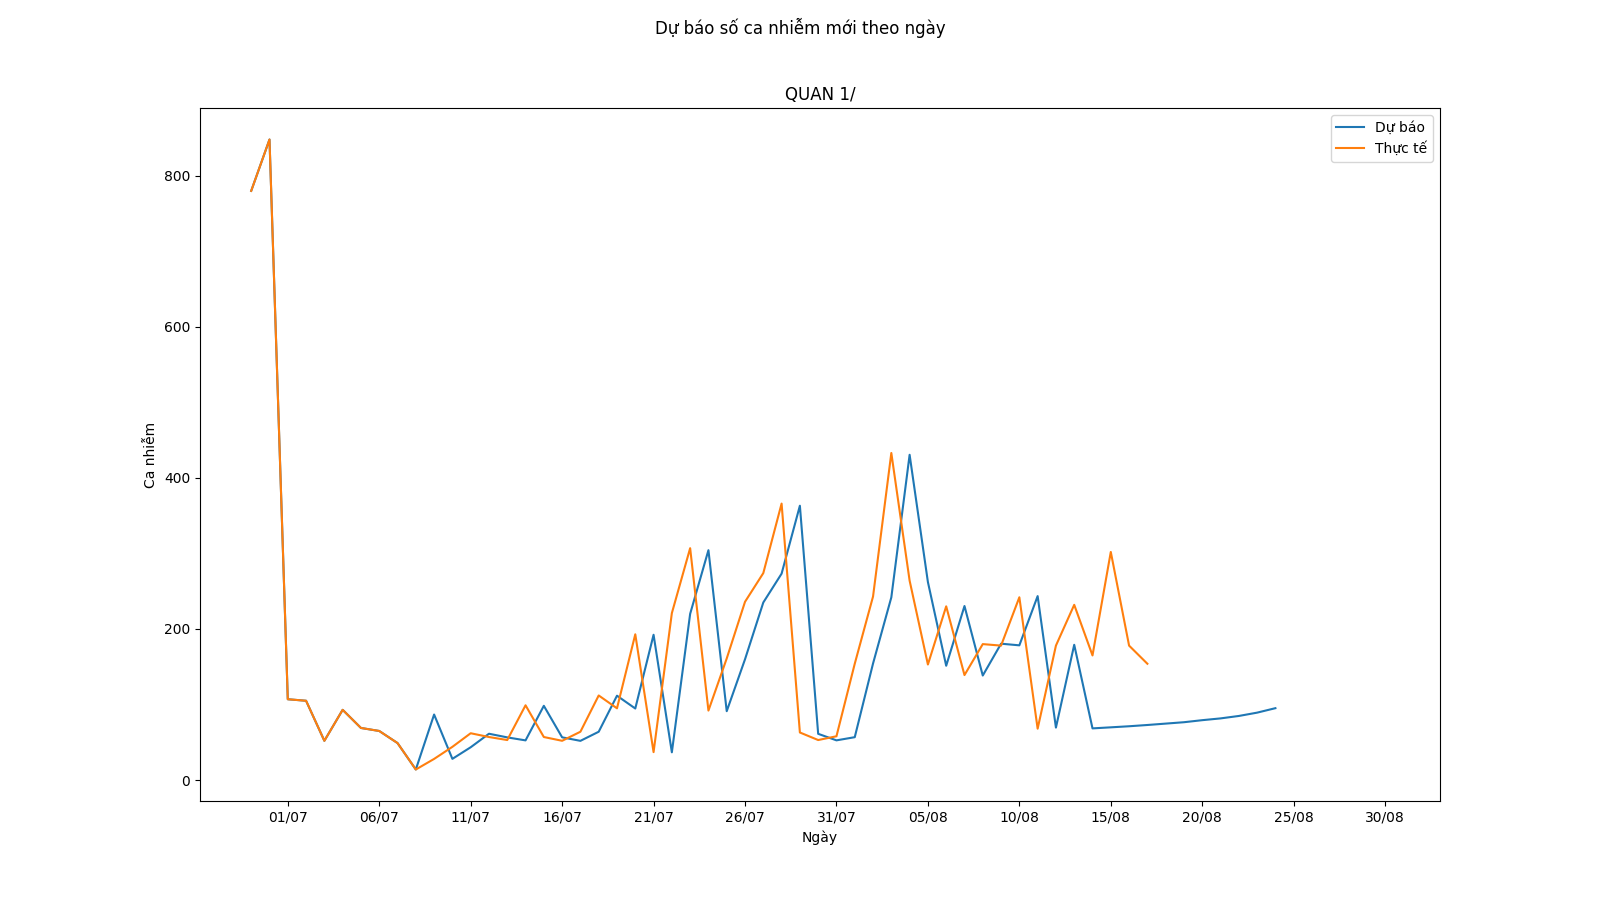 Dự báo số ca nhiễm mới theo ngày
QUAN 1/
Dự báo
Thực tế
800
600
400
200
0
Ca nhiễm
01/07 06/07 11/07 16/07 21/07 26/07 31/07 05/08 10/08 15/08 20/08 25/08 30/08
Ngày